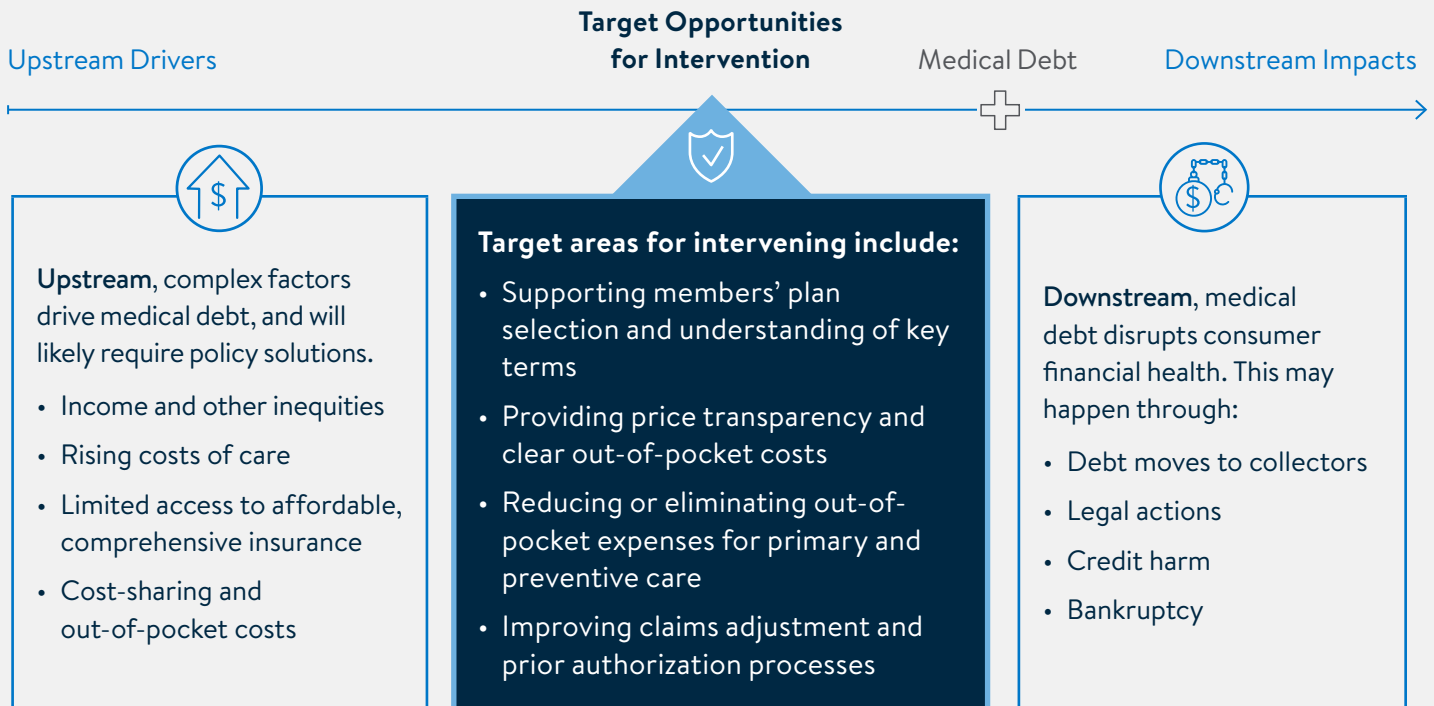 Upstream Drivers
Target Opportunities
for Intervention
Medical Debt
Downstream Impacts
$
Upstream, complex factors
drive medical debt, and will
likely require policy solutions.
• Income and other inequities
• Rising costs of care
• Limited access to affordable,
comprehensive insurance
• Cost-sharing and
out-of-pocket costs
Target areas for intervening include:
• Supporting members’ plan
selection and understanding of key
terms
• Providing price transparency and
clear out-of-pocket costs
• Reducing or eliminating out-of-
pocket expenses for primary and
preventive care
• Improving claims adjustment and
prior authorization processes
$
Downstream, medical
debt disrupts consumer
financial health. This may
happen through:
• Debt moves to collectors
• Legal actions
• Credit harm
• Bankruptcy